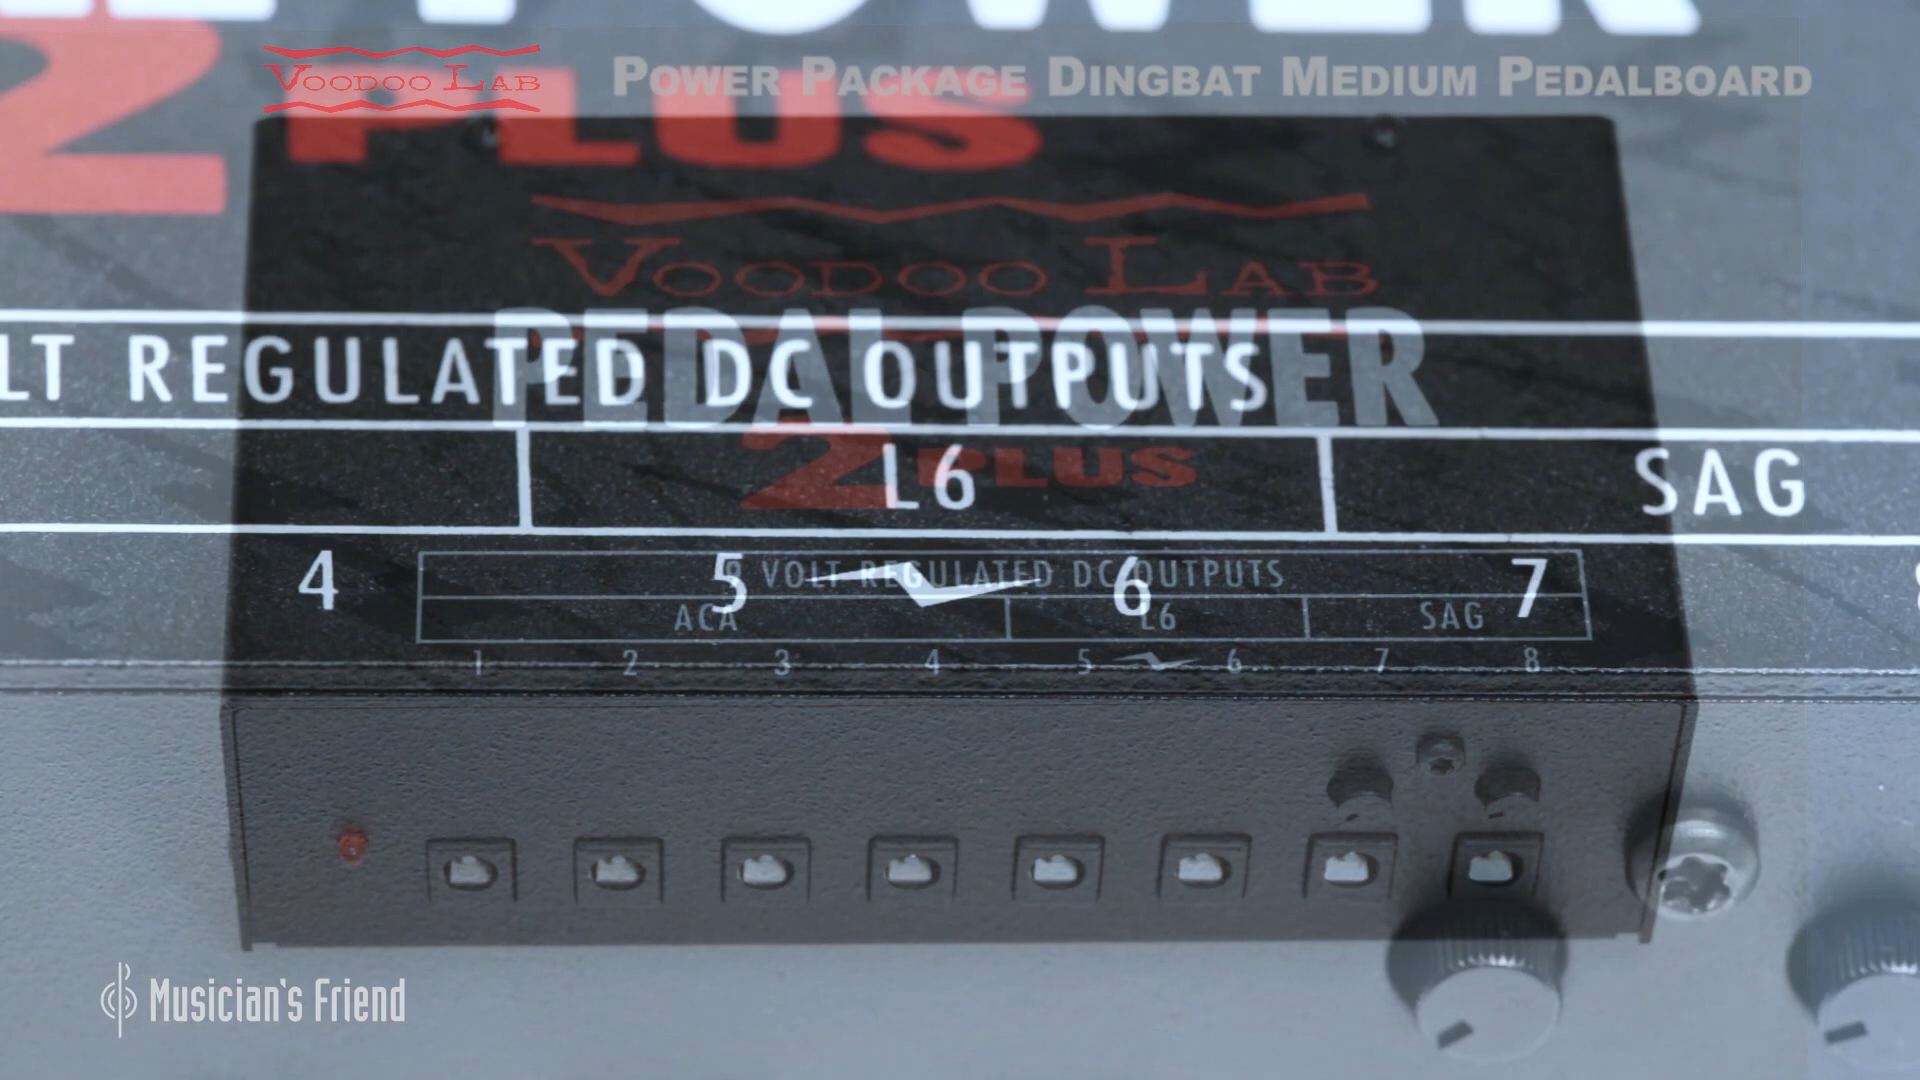 POWER
2 PLUS
VOODOO LAB
POWER PACKAGE DINGBAT MEDIUM PEDALBOARD
VOODOO LAB
PEDAL POWER
2 PLUS
LT REGULATED DC OUTPUTS
L6 SAG
4 5 6 7
9 VOLT REGULATED DC OUTPUTS
ACA L6 SAG
1 2 3 4 5 6 7 8
Musician's Friend